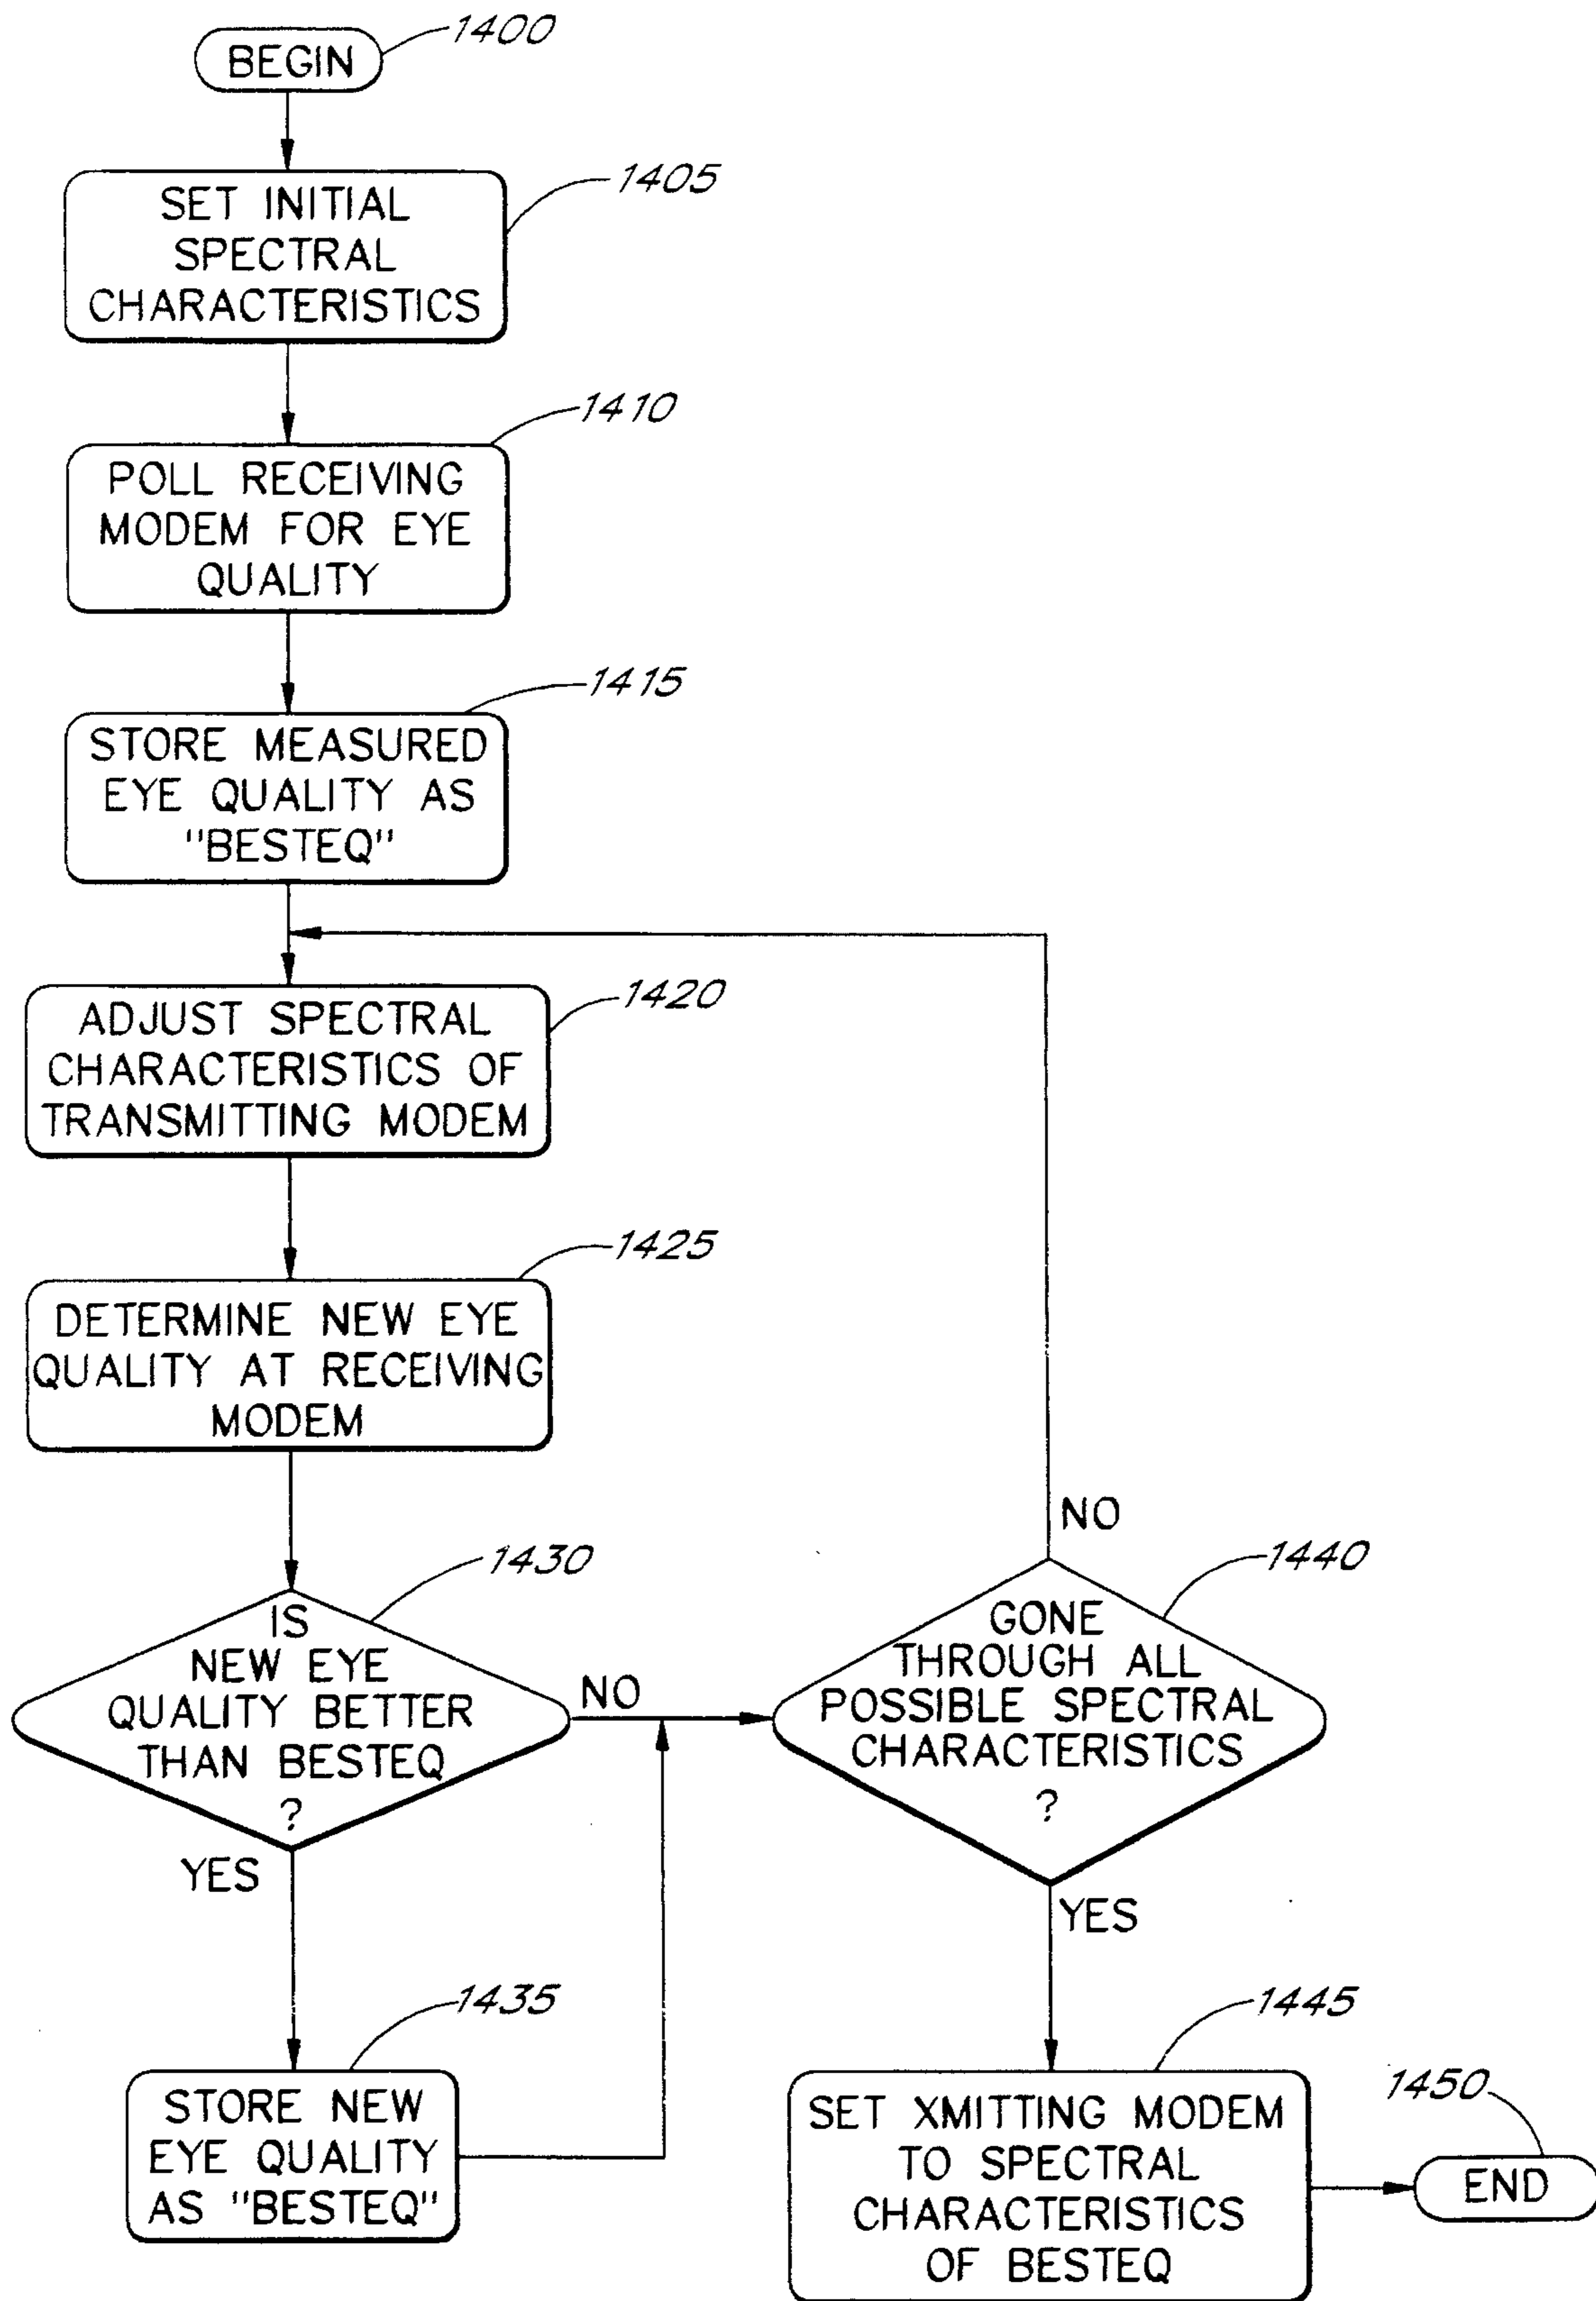 1400
BEGIN
1405
SET INITIAL
SPECTRAL
CHARACTERISTICS
1410
POLL RECEIVING
MODEM FOR EYE
QUALITY
1415
STORE MEASURED
EYE QUALITY AS
"BESTEQ"
1420
ADJUST SPECTRAL
CHARACTERISTICS OF
TRANSMITTING MODEM
1425
DETERMINE NEW EYE
QUALITY AT RECEIVING
MODEM
1430
IS
NEW EYE
QUALITY BETTER
THAN BESTEQ
?
NO
YES
1435
STORE NEW
EYE QUALITY
AS "BESTEQ"
NO
1440
GONE
THROUGH ALL
POSSIBLE SPECTRAL
CHARACTERISTICS
?
YES
1445
SET XMITTING MODEM
TO SPECTRAL
CHARACTERISTICS
OF BESTEQ
1450
END